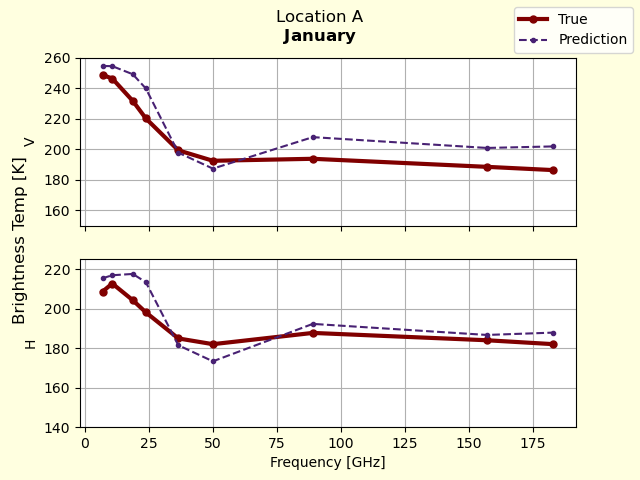 Location A
January
True
Prediction
Brightness Temp [K]
V
260
240
220
200
180
160
H
220
200
180
160
140
0 25 50 75 100 125 150 175
Frequency [GHz]